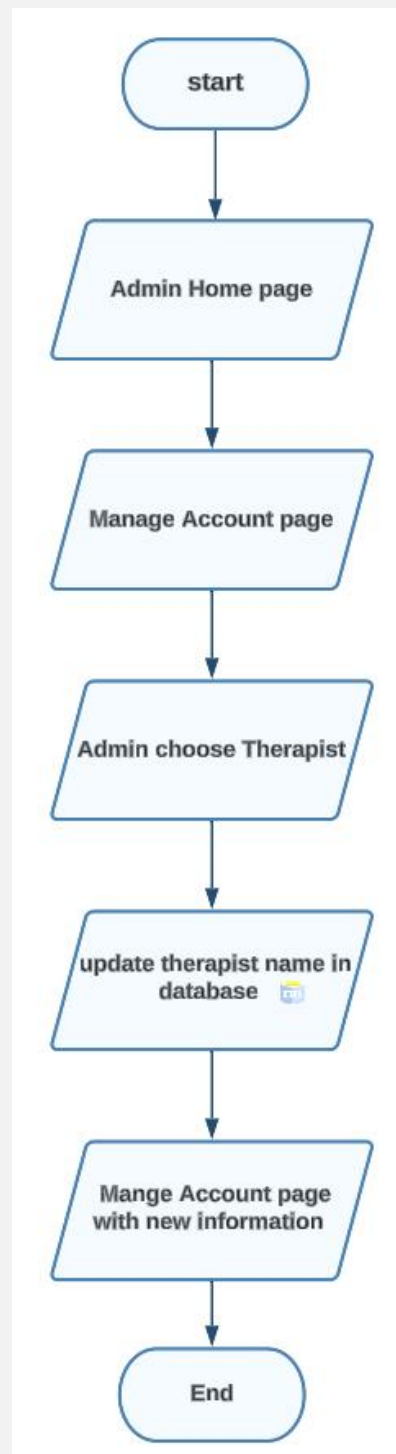 start
Admin Home page
Manage Account page
Admin choose Therapist
update therapist name in
database
Mange Account page
with new information
End